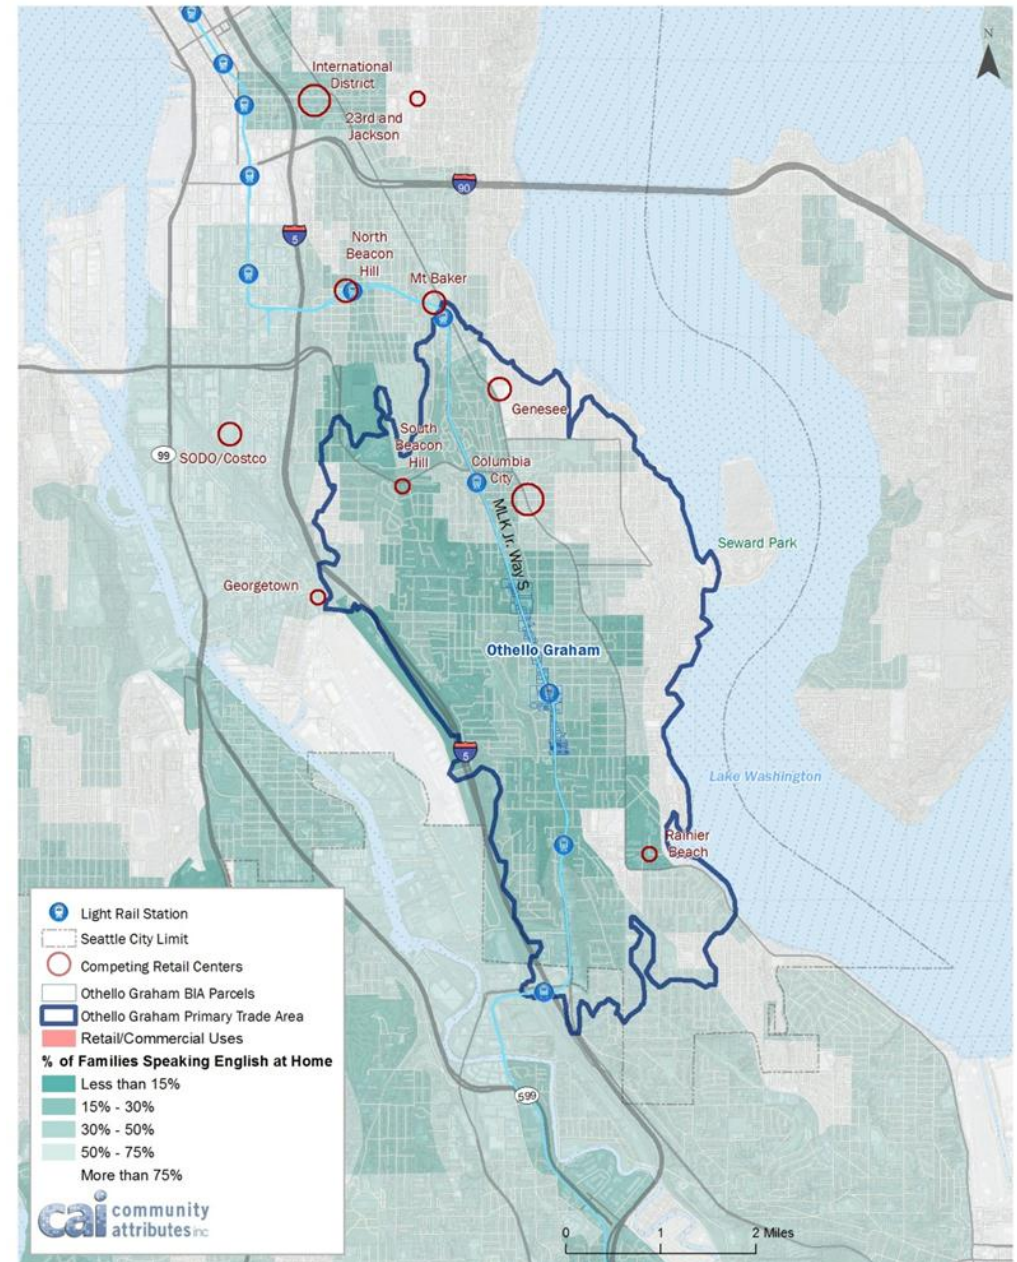 N
International
District
23rd and
Jackson
90
5
North
Beacon
Hill
Mt Baker
Genesee
South
Beacon
Hill
99
SODO/Costco
Columbia
City
MLK Jr. Way S
Seward Park
Georgetown
Othello Graham
5
Lake Washington
Rainier
Beach
Light Rail Station
Seattle City Limit
Competing Retail Centers
Othello Graham BIA Parcels
Othello Graham Primary Trade Area
Retail/Commercial Uses
% of Families Speaking English at Home
Less than 15%
15% - 30%
30% - 50%
50% - 75%
More than 75%
cai community
attributes inc
599
0 1 2 Miles